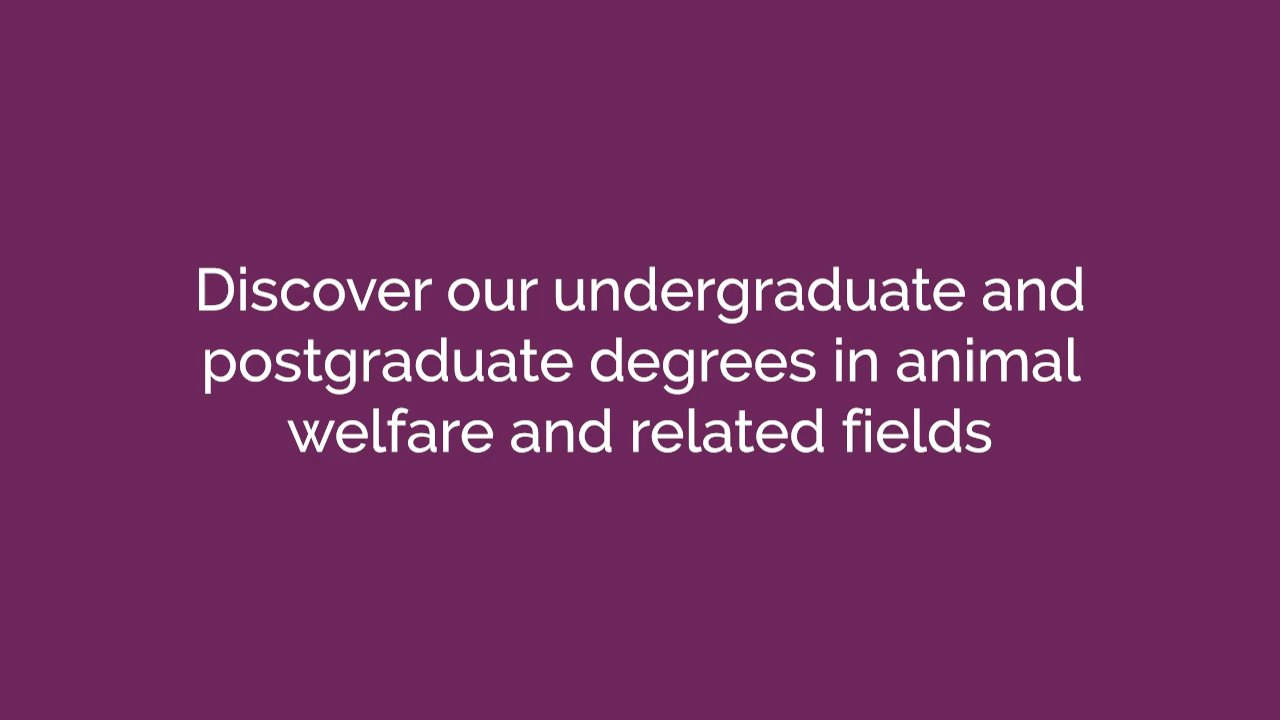 Discover our undergraduate and
postgraduate degrees in animal
welfare and related fields